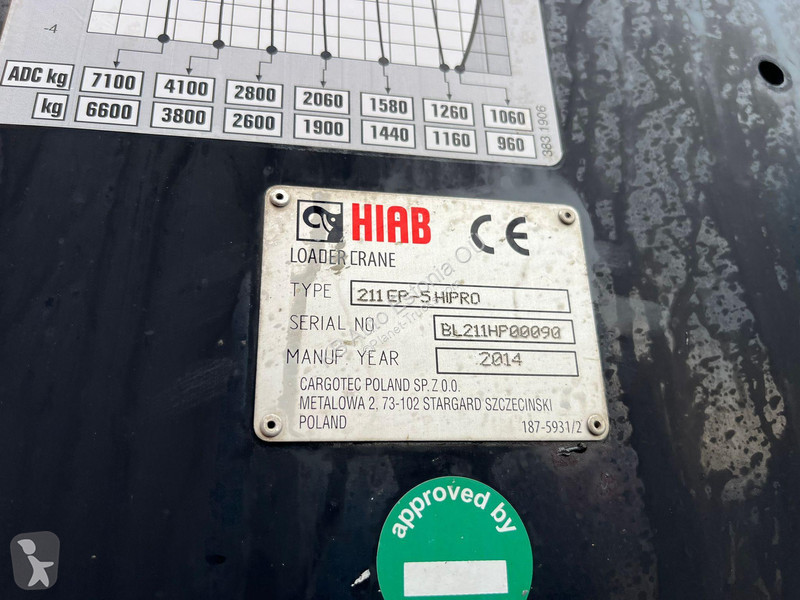 -4
ADC kg 7100 4100 2800 2060 1580 1260 1060
kg 6600 3800 2600 1900 1440 1160 960
383 1906
HIAB CE
LOADER CRANE
TYPE 211 EP-5 HIPRO
SERIAL NO BL211HP00090
MANUF. YEAR 2014
CARGOTEC POLAND SP. Z O.O.
METALOWA 2, 73-102 STARGARD SZCZECIŃSKI
POLAND
187-5931/2
approved by